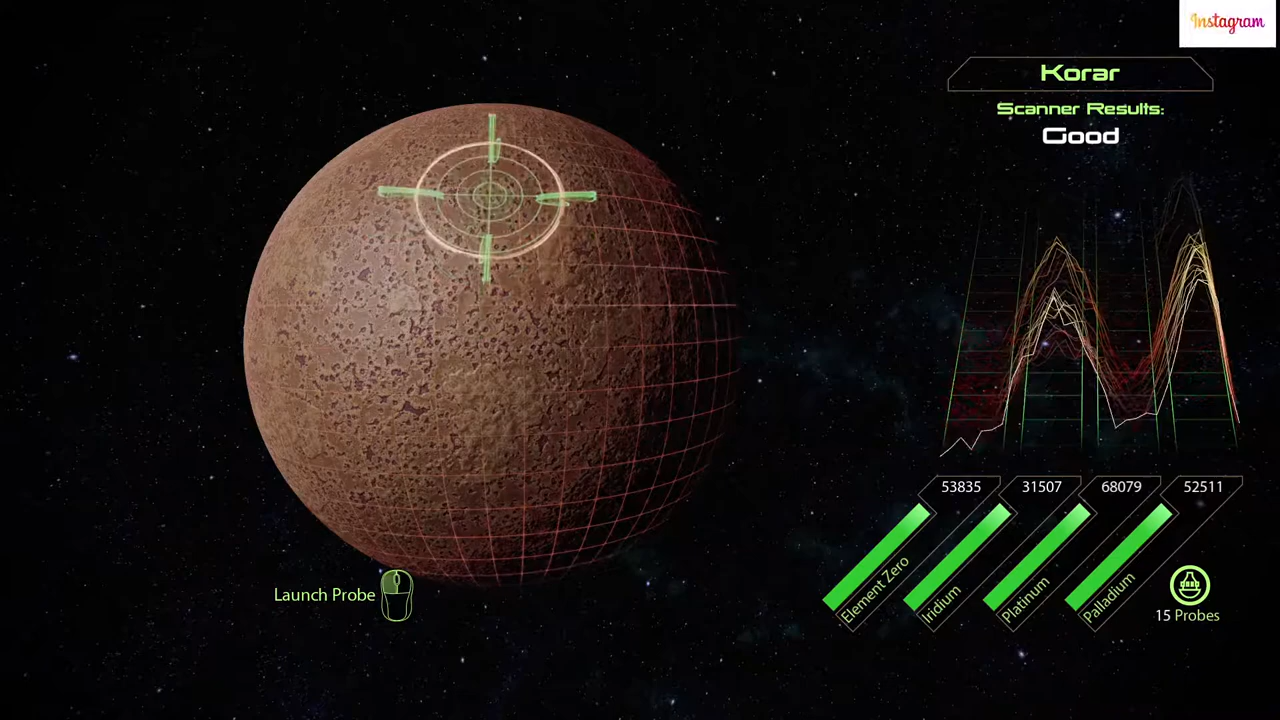 Instagram
Korar
Scanner Results:
Good
53835
31507
68079
52511
Element Zero
Iridium
Platinum
Palladium
Launch Probe
15 Probes